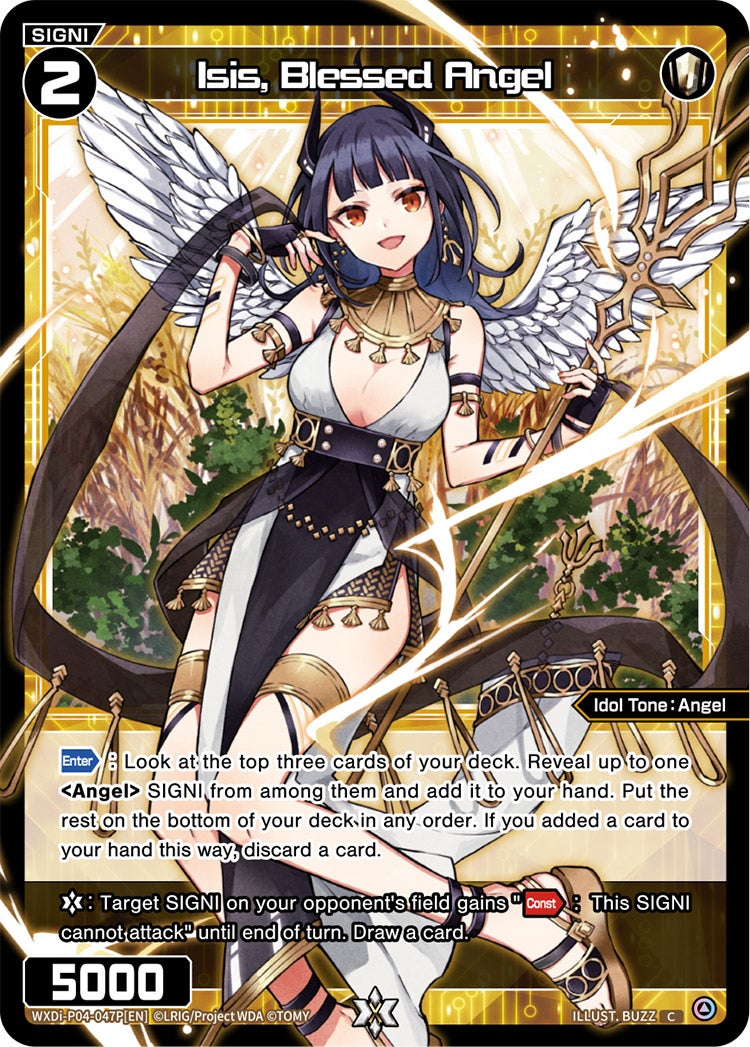 SIGNI
2
Isis, Blessed Angel
Idol Tone:Angel
Enter : Look at the top three cards of your deck. Reveal up to one
<Angel> SIGNI from among them and add it to your hand. Put the
rest on the bottom of your deck in any order. If you added a card to
your hand this way, discard a card.
: Target SIGNI on your opponent's field gains " Const : This SIGNI
cannot attack" until end of turn. Draw a card.
5000
WXDi-P04-047P[EN] ©LRIG/Project WDA ©TOMY
ILLUST. BUZZ C